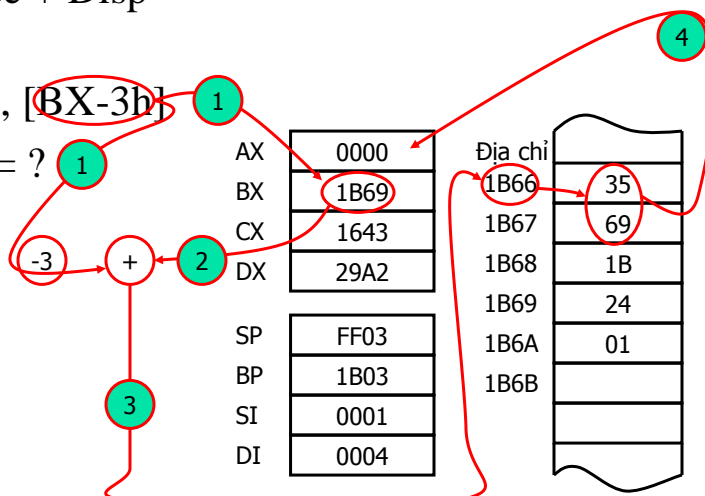 + Disp
, [BX-3h]
= ?
1
1
-3
+
2
3
4
AX 0000
BX 1B69
CX 1643
DX 29A2
SP FF03
BP 1B03
SI 0001
DI 0004
Địa chỉ
1B66 35
1B67 69
1B68 1B
1B69 24
1B6A 01
1B6B